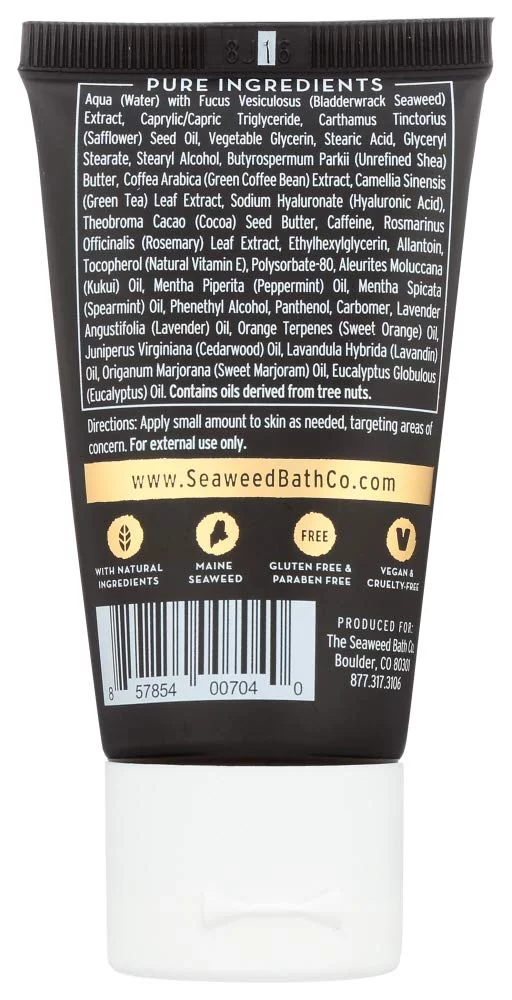 PURE INGREDIENTS
Aqua (Water) with Fucus Vesiculosus (Bladderwrack Seaweed)
Extract, Caprylic/Capric Triglyceride, Carthamus Tinctorius
(Safflower) Seed Oil, Vegetable Glycerin, Stearic Acid, Glyceryl
Stearate, Stearyl Alcohol, Butyrospermum Parkii (Unrefined Shea)
Butter, Coffea Arabica (Green Coffee Bean) Extract, Camellia Sinensis
(Green Tea) Leaf Extract, Sodium Hyaluronate (Hyaluronic Acid),
Theobroma Cacao (Cocoa) Seed Butter, Caffeine, Rosmarinus
Officinalis (Rosemary) Leaf Extract, Ethylhexylglycerin, Allantoin,
Tocopherol (Natural Vitamin E), Polysorbate-80, Aleurites Moluccana
(Kukui) Oil, Mentha Piperita (Peppermint) Oil, Mentha Spicata
(Spearmint) Oil, Phenethyl Alcohol, Panthenol, Carbomer, Lavender
Angustifolia (Lavender) Oil, Orange Terpenes (Sweet Orange) Oil,
Juniperus Virginiana (Cedarwood) Oil, Lavandula Hybrida (Lavandin)
Oil, Origanum Marjorana (Sweet Marjoram) Oil, Eucalyptus Globulous
(Eucalyptus) Oil. Contains oils derived from tree nuts.
Directions: Apply small amount to skin as needed, targeting areas of
concern. For external use only.
www.SeaweedBathCo.com
FREE
V
WITH NATURAL
INGREDIENTS
MAINE
SEAWEED
GLUTEN FREE &
PARABEN FREE
VEGAN &
CRUELTY-FREE
8 57854 00704 0
PRODUCED FOR:
The Seaweed Bath Co.
Boulder, CO 80301
877.317.3106